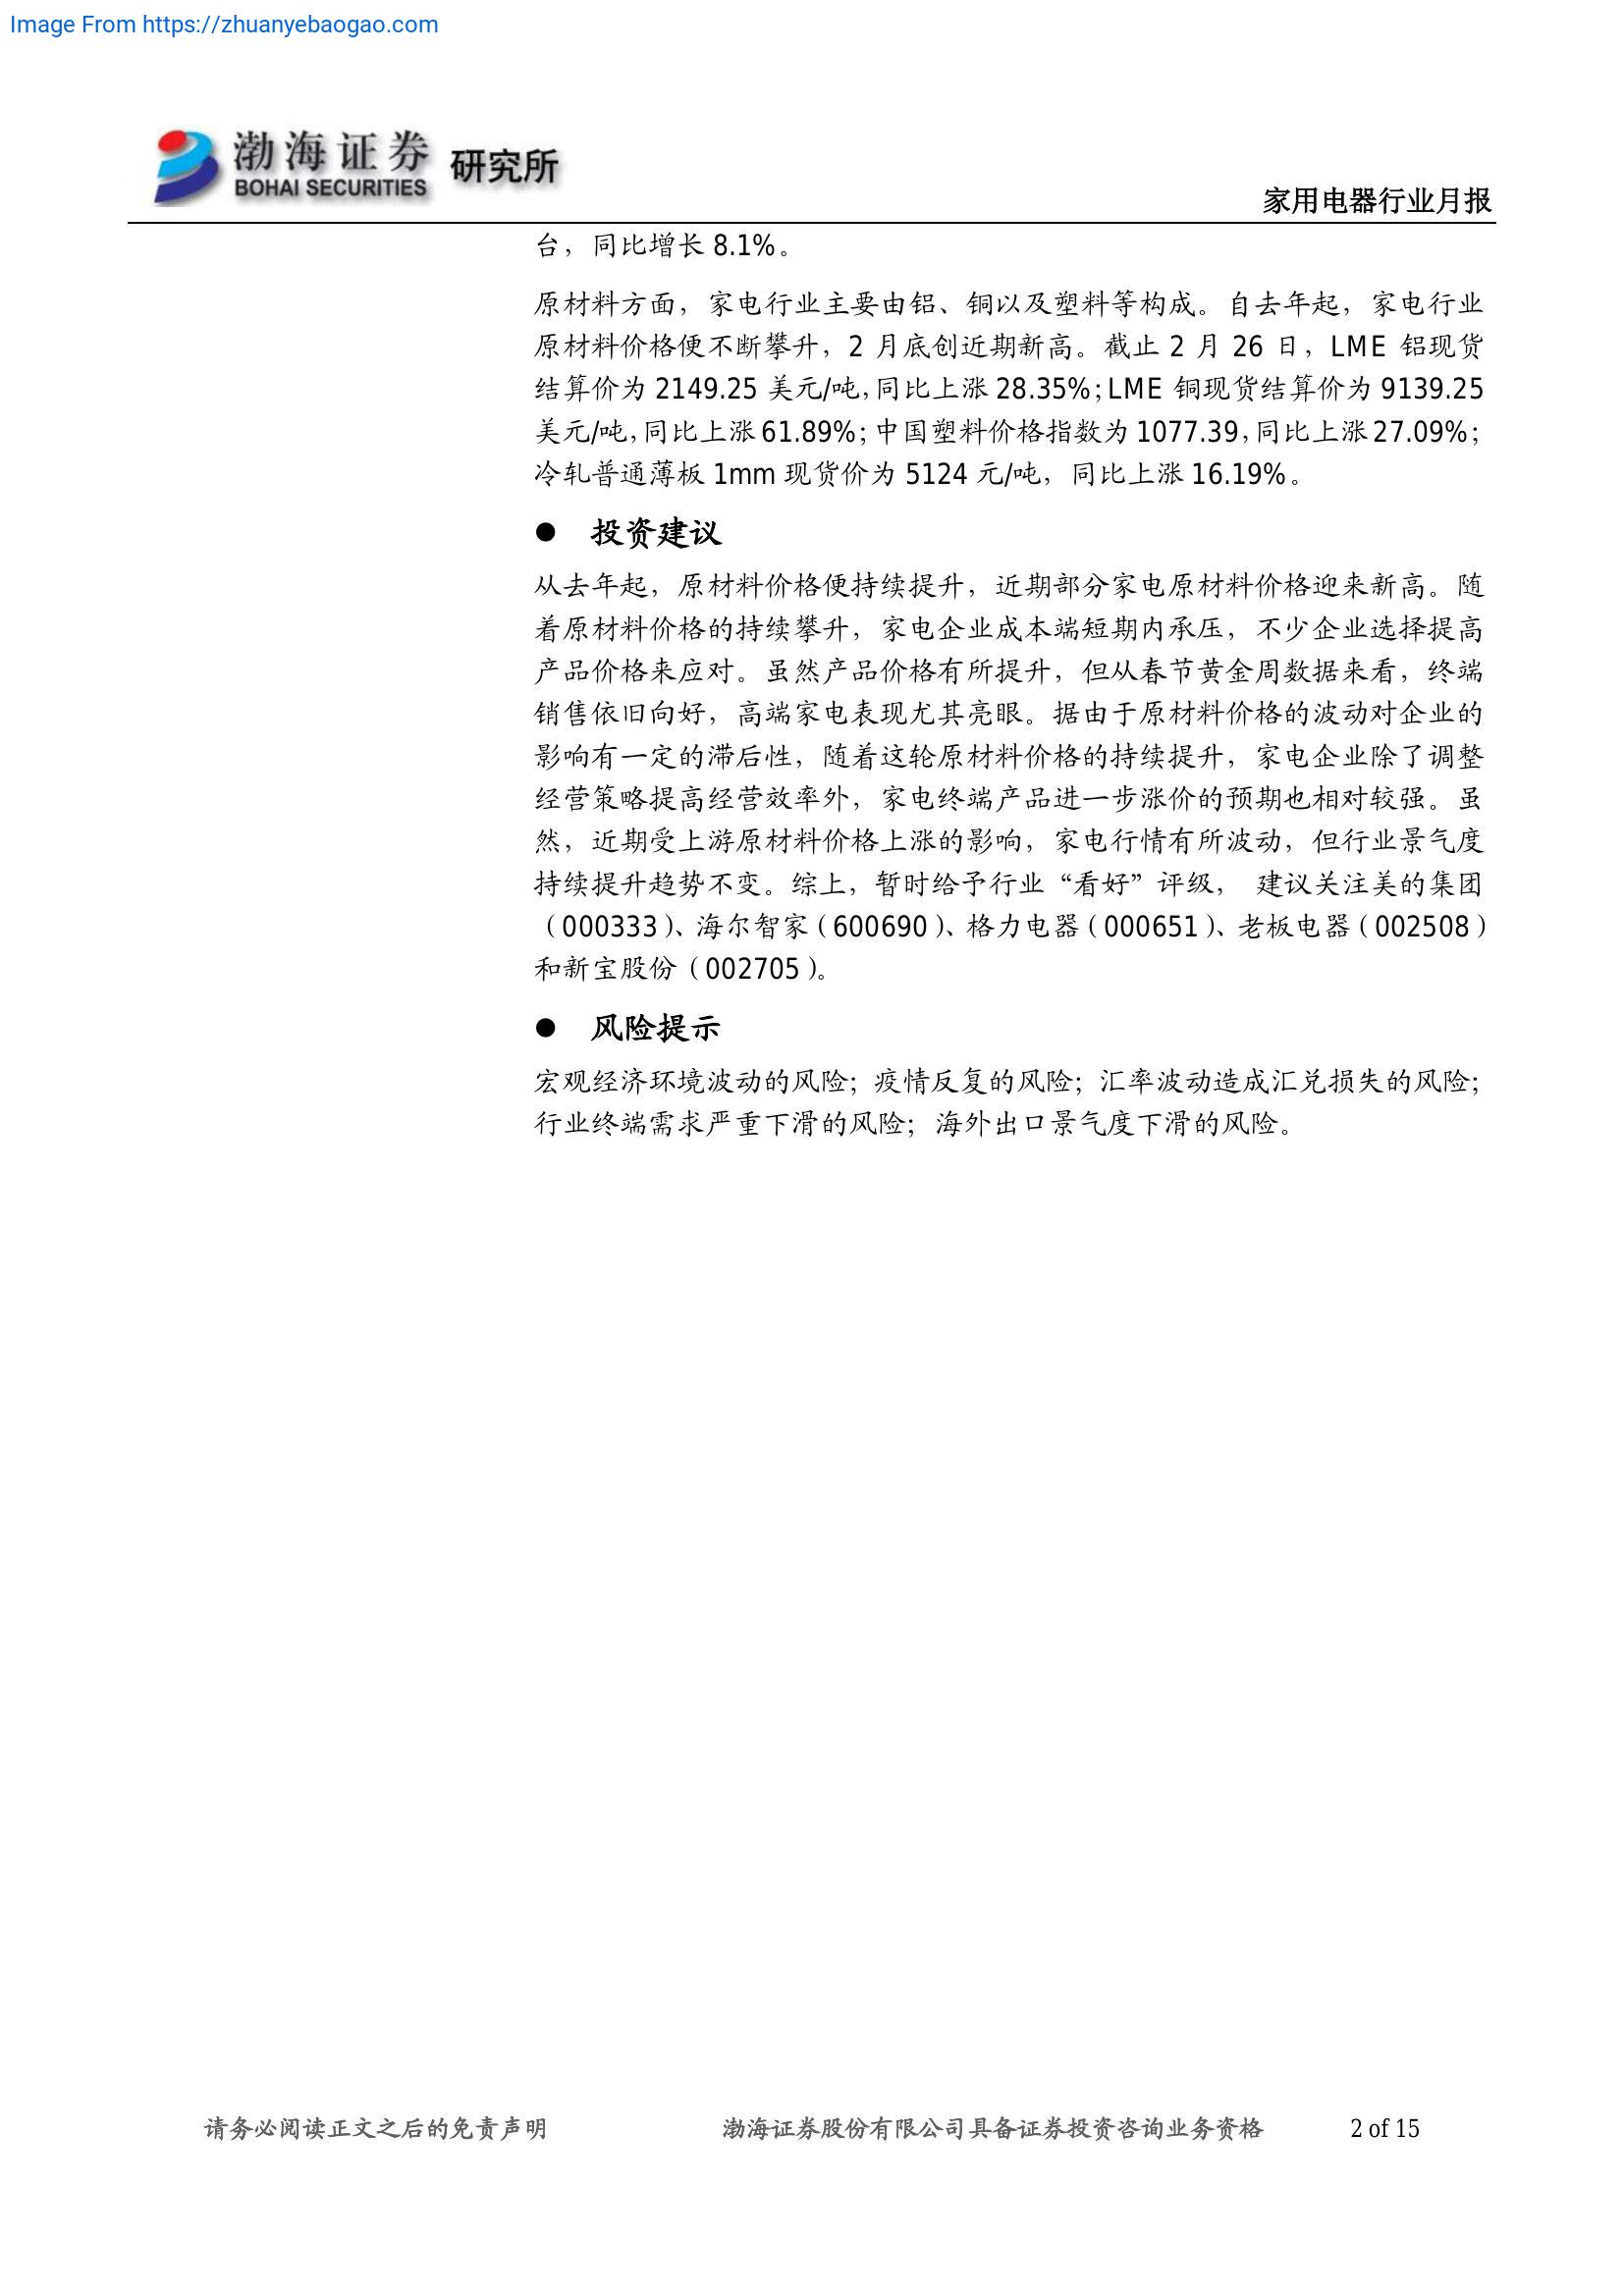 Image From https://zhuanyebaogao.com
渤海证券 研究所
BOHAI SECURITIES
家用电器行业月报
台，同比增长 8.1%。
原材料方面，家电行业主要由铝、铜以及塑料等构成。自去年起，家电行业
原材料价格便不断攀升，2 月底创近期新高。截止 2 月 26 日，LME 铝现货
结算价为 2149.25 美元/吨，同比上涨 28.35%；LME 铜现货结算价为 9139.25
美元/吨，同比上涨 61.89%；中国塑料价格指数为 1077.39，同比上涨 27.09%；
冷轧普通薄板 1mm 现货价为 5124 元/吨，同比上涨 16.19%。
● 投资建议
从去年起，原材料价格便持续提升，近期部分家电原材料价格迎来新高。随
着原材料价格的持续攀升，家电企业成本端短期内承压，不少企业选择提高
产品价格来应对。虽然产品价格有所提升，但从春节黄金周数据来看，终端
销售依旧向好，高端家电表现尤其亮眼。据由于原材料价格的波动对企业的
影响有一定的滞后性，随着这轮原材料价格的持续提升，家电企业除了调整
经营策略提高经营效率外，家电终端产品进一步涨价的预期也相对较强。虽
然，近期受上游原材料价格上涨的影响，家电行情有所波动，但行业景气度
持续提升趋势不变。综上，暂时给予行业“看好”评级， 建议关注美的集团
（000333）、海尔智家（600690）、格力电器（000651）、老板电器（002508）
和新宝股份（002705）。
● 风险提示
宏观经济环境波动的风险；疫情反复的风险；汇率波动造成汇兑损失的风险；
行业终端需求严重下滑的风险；海外出口景气度下滑的风险。
请务必阅读正文之后的免责声明 渤海证券股份有限公司具备证券投资咨询业务资格 2 of 15